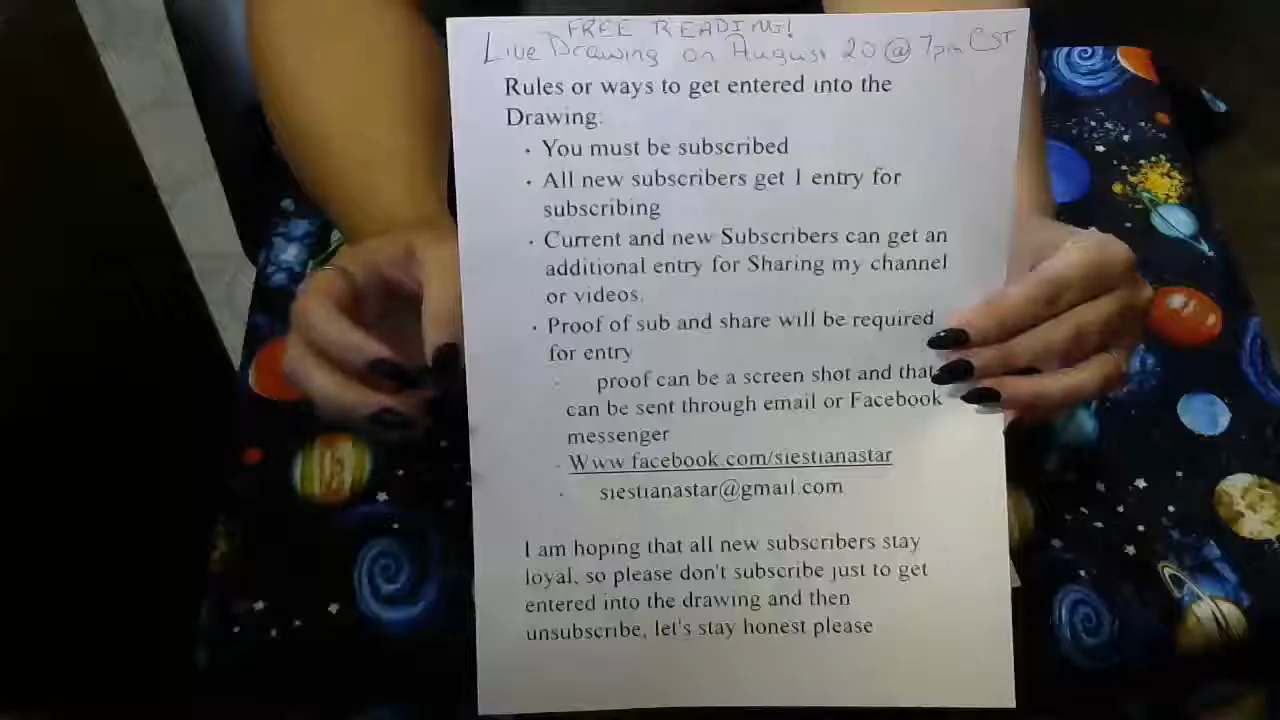 FREE READING!
Live Drawing on August 20 @ 7pm CST
Rules or ways to get entered into the
Drawing:
• You must be subscribed
• All new subscribers get 1 entry for
subscribing
• Current and new Subscribers can get an
additional entry for Sharing my channel
or videos.
• Proof of sub and share will be required
for entry
◦ proof can be a screen shot and that
can be sent through email or Facebook
messenger
◦ Www.facebook.com/siestianastar
◦ siestianastar@gmail.com
I am hoping that all new subscribers stay
loyal, so please don't subscribe just to get
entered into the drawing and then
unsubscribe, let's stay honest please